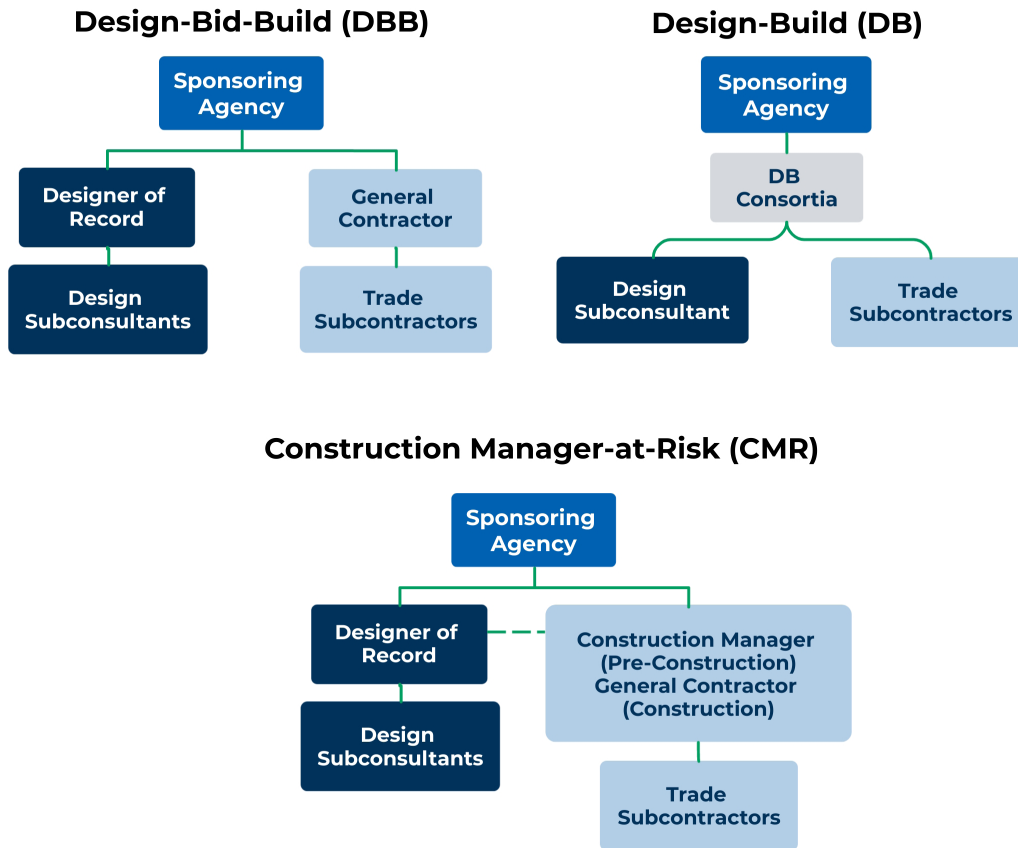 Design-Bid-Build (DBB)
Sponsoring
Agency
Designer of
Record
General
Contractor
Design
Subconsultants
Trade
Subcontractors
Design-Build (DB)
Sponsoring
Agency
DB
Consortia
Design
Subconsultant
Trade
Subcontractors
Construction Manager-at-Risk (CMR)
Sponsoring
Agency
Designer of
Record
Construction Manager
(Pre-Construction)
General Contractor
(Construction)
Design
Subconsultants
Trade
Subcontractors